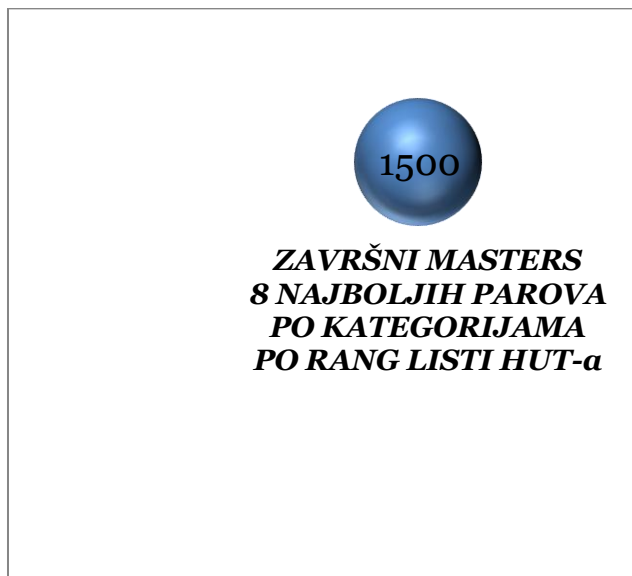 1500
ZAVRŠNI MASTERS
8 NAJBOLJIH PAROVA
PO KATEGORIJAMA
PO RANG LISTI HUT-a